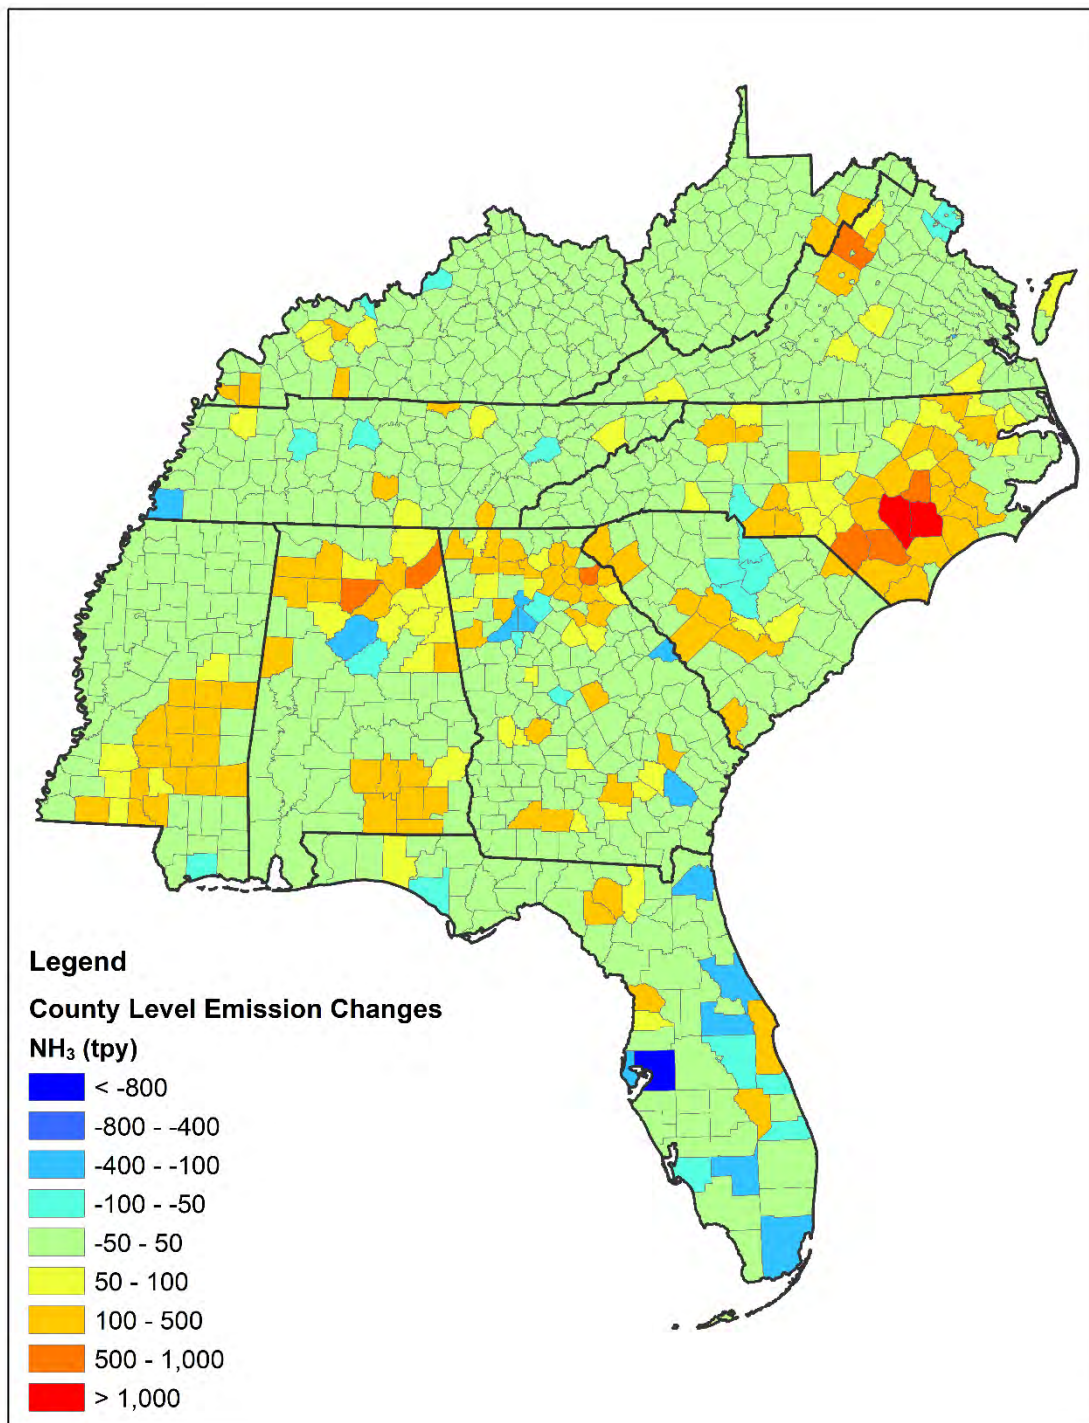 Legend
County Level Emission Changes
NH₃ (tpy)
< -800
-800 - -400
-400 - -100
-100 - -50
-50 - 50
50 - 100
100 - 500
500 - 1,000
> 1,000